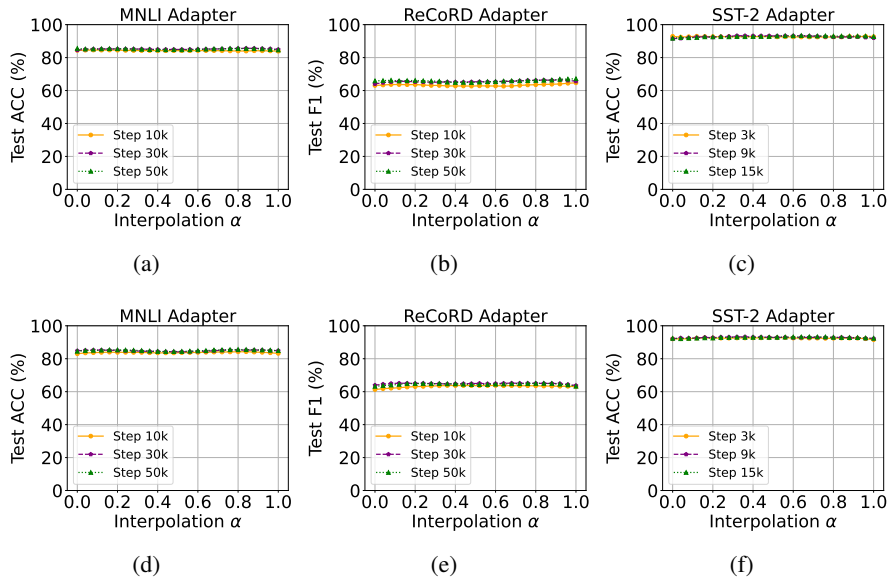 MNLI Adapter
100
80
60
40
20
0
Test ACC (%)
Step 10k
Step 30k
Step 50k
0.0 0.2 0.4 0.6 0.8 1.0
Interpolation α
(a)
ReCoRD Adapter
100
80
60
40
20
0
Test F1 (%)
Step 10k
Step 30k
Step 50k
0.0 0.2 0.4 0.6 0.8 1.0
Interpolation α
(b)
SST-2 Adapter
100
80
60
40
20
0
Test ACC (%)
Step 3k
Step 9k
Step 15k
0.0 0.2 0.4 0.6 0.8 1.0
Interpolation α
(c)
MNLI Adapter
100
80
60
40
20
0
Test ACC (%)
Step 10k
Step 30k
Step 50k
0.0 0.2 0.4 0.6 0.8 1.0
Interpolation α
(d)
ReCoRD Adapter
100
80
60
40
20
0
Test F1 (%)
Step 10k
Step 30k
Step 50k
0.0 0.2 0.4 0.6 0.8 1.0
Interpolation α
(e)
SST-2 Adapter
100
80
60
40
20
0
Test ACC (%)
Step 3k
Step 9k
Step 15k
0.0 0.2 0.4 0.6 0.8 1.0
Interpolation α
(f)